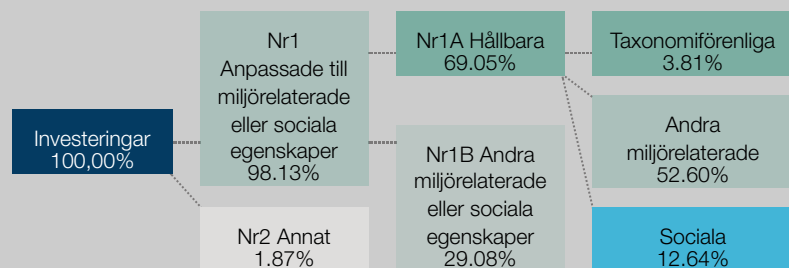 Investeringar
100,00%
Nr1
Anpassade till
miljörelaterade
eller sociala
egenskaper
98.13%
Nr2 Annat
1.87%
Nr1A Hållbara
69.05%
Nr1B Andra
miljörelaterade
eller sociala
egenskaper
29.08%
Taxonomiförenliga
3.81%
Andra
miljörelaterade
52.60%
Sociala
12.64%